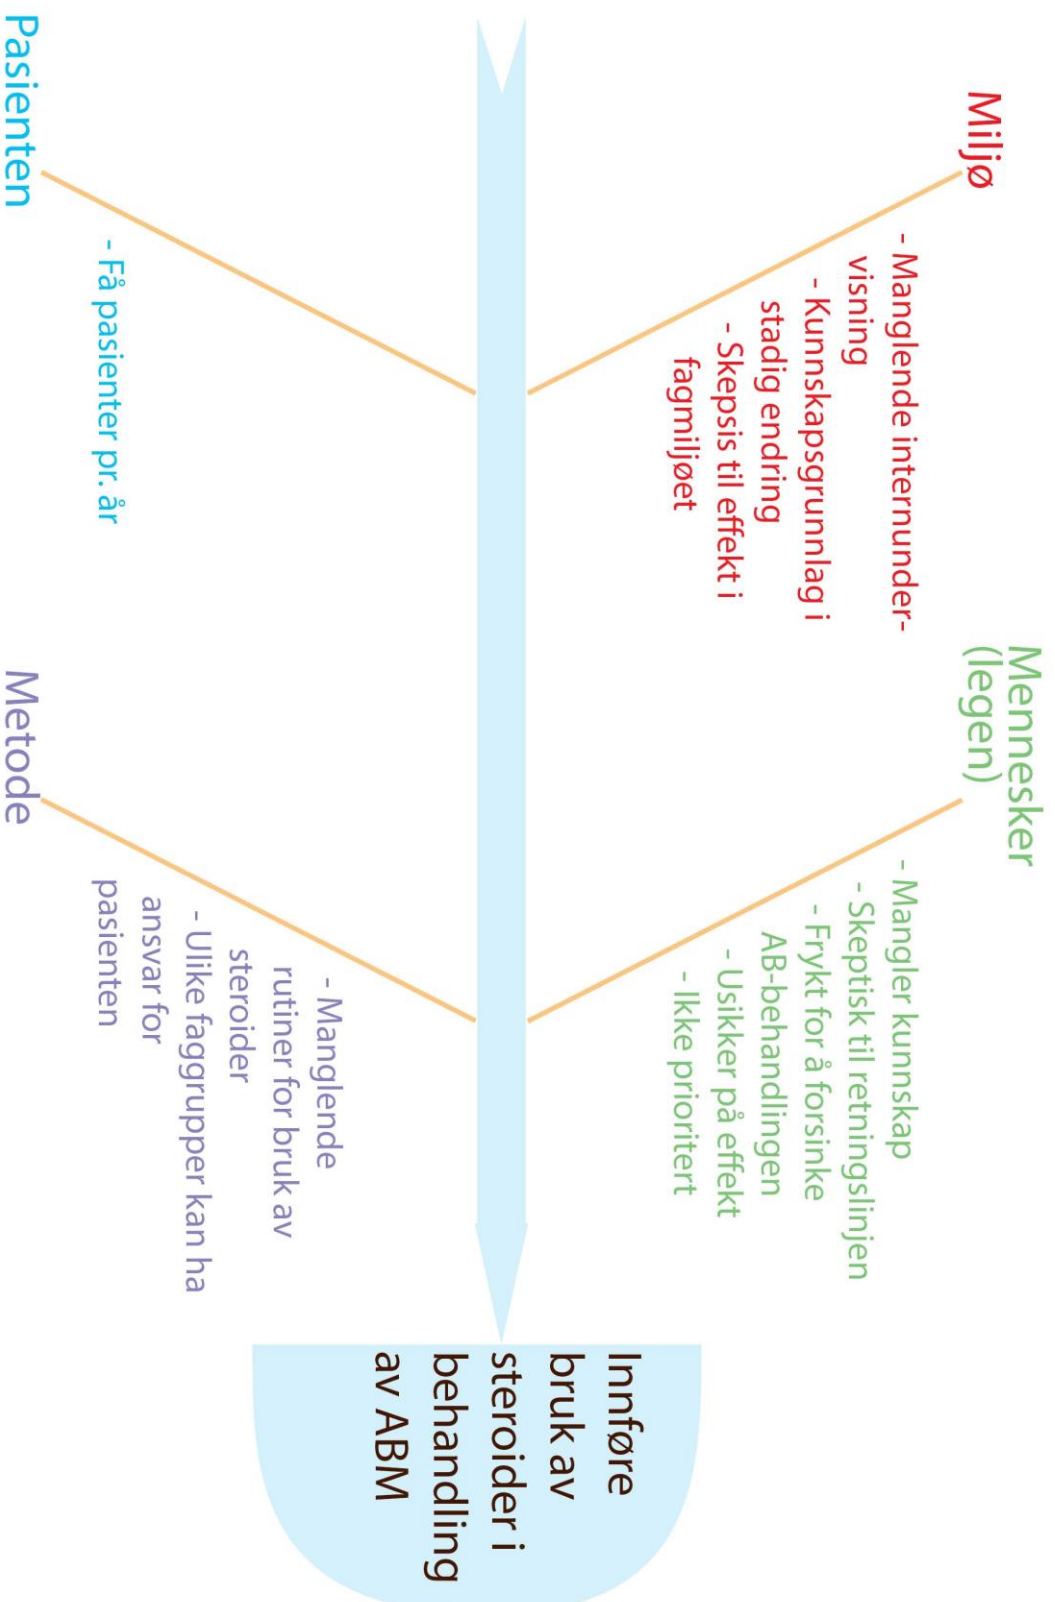 Miljø
- Manglende internunder-
visning
- Kunnskapsgrunnlag i
stadig endring
- Skepsis til effekt i
fagmiljøet
Mennesker
(legen)
- Mangler kunnskap
- Skeptisk til retningslinjen
- Frykt for å forsinke
AB-behandlingen
- Usikker på effekt
- Ikke prioritert
Innføre
bruk av
steroider i
behandling
av ABM
Pasienten
- Få pasienter pr. år
Metode
- Manglende
rutiner for bruk av
steroider
- Ulike faggrupper kan ha
ansvar for
pasienten